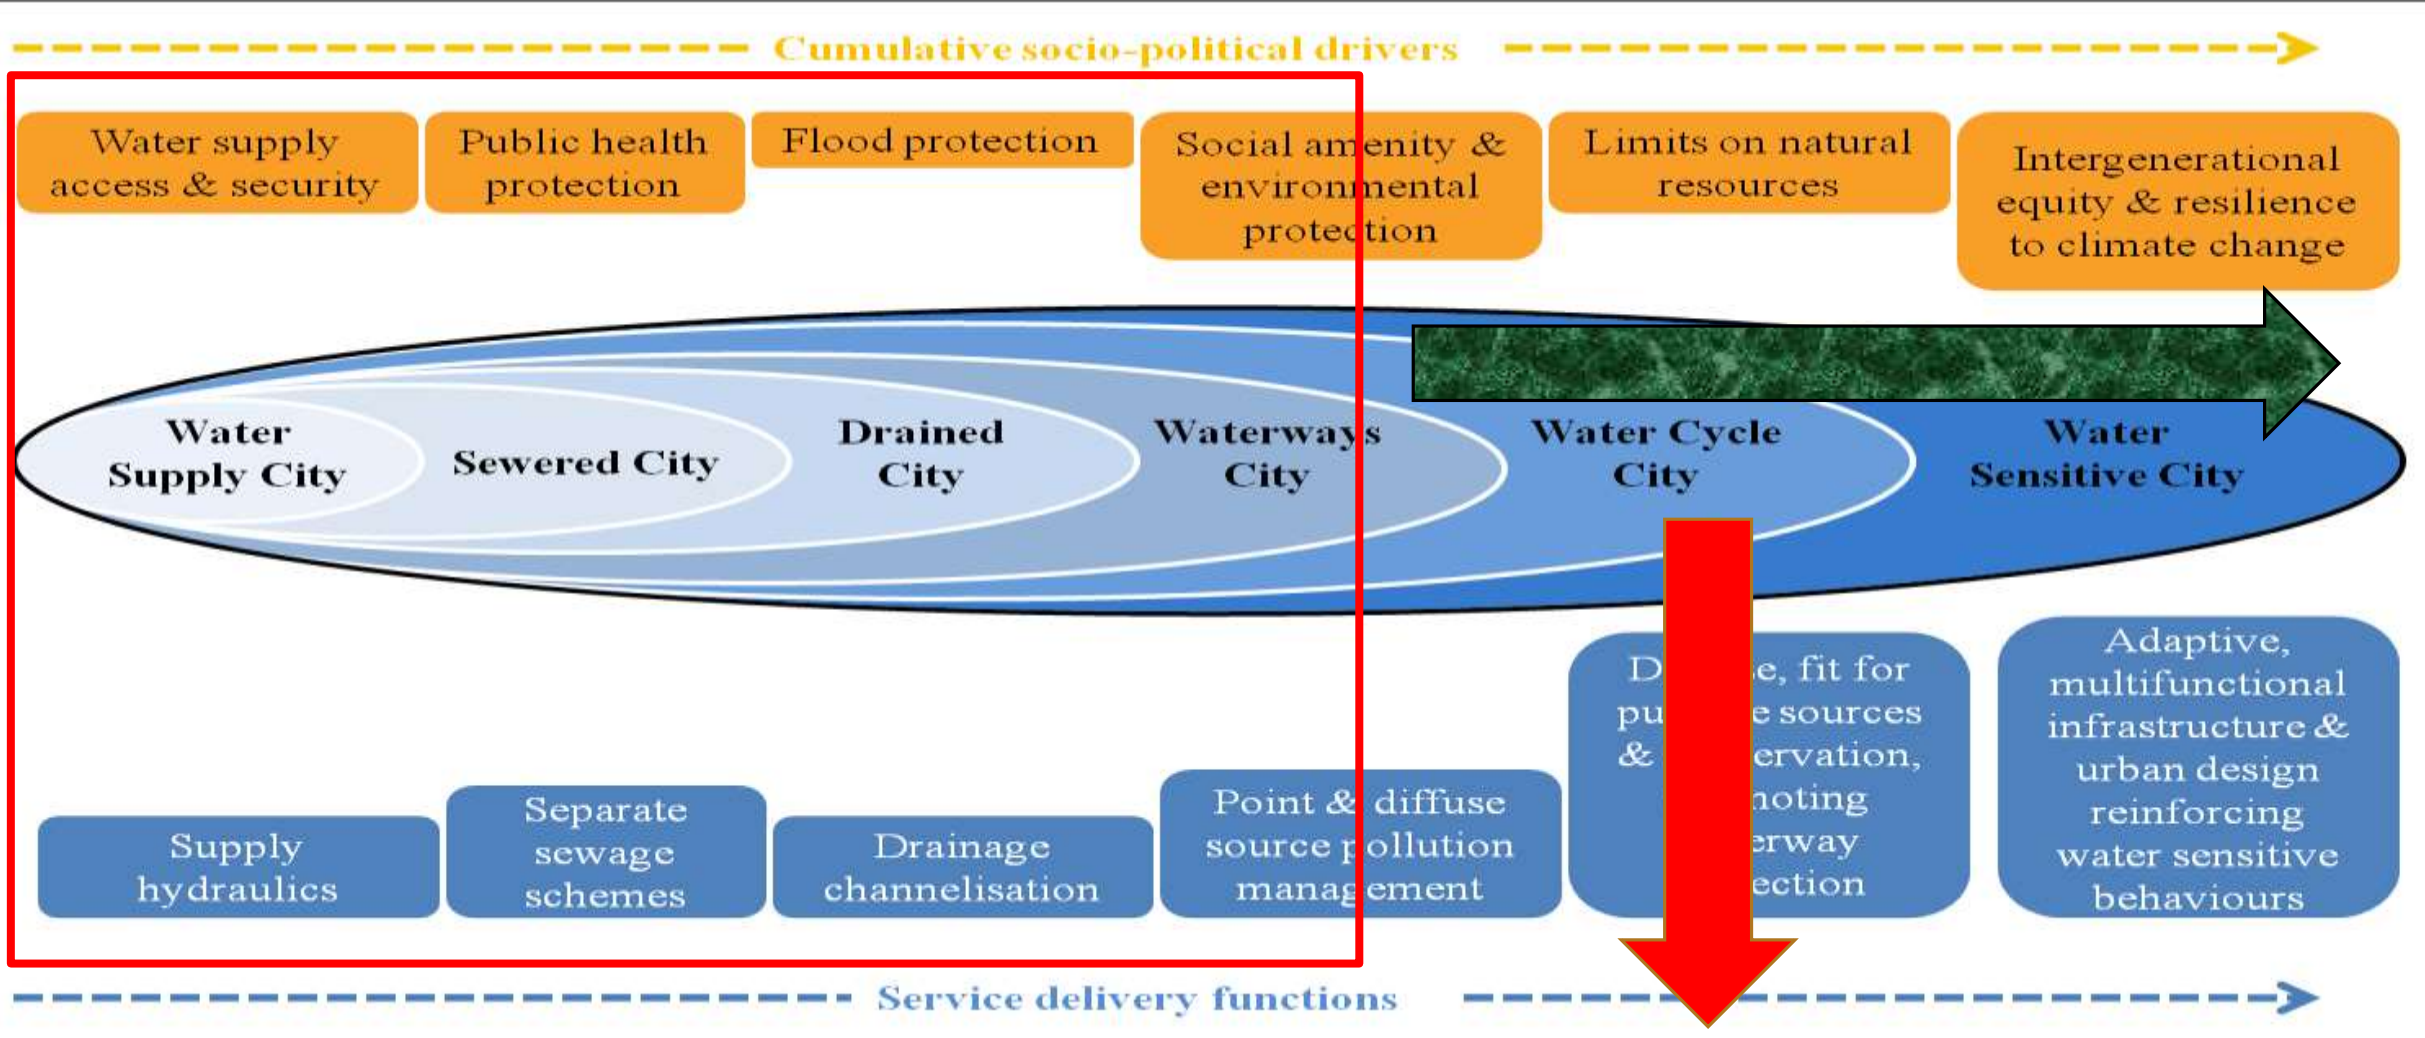 Cumulative socio-political drivers
Water supply
access & security
Public health
protection
Flood protection
Social amenity &
environmental
protection
Limits on natural
resources
Intergenerational
equity & resilience
to climate change
Water
Supply City
Sewered City
Drained
City
Waterways
City
Water Cycle
City
Water
Sensitive City
Supply
hydraulics
Separate
sewage
schemes
Drainage
channelisation
Point & diffuse
source pollution
management
fit for
sources
&
Adaptive,
multifunctional
infrastructure &
urban design
reinforcing
water sensitive
behaviours
Service delivery functions